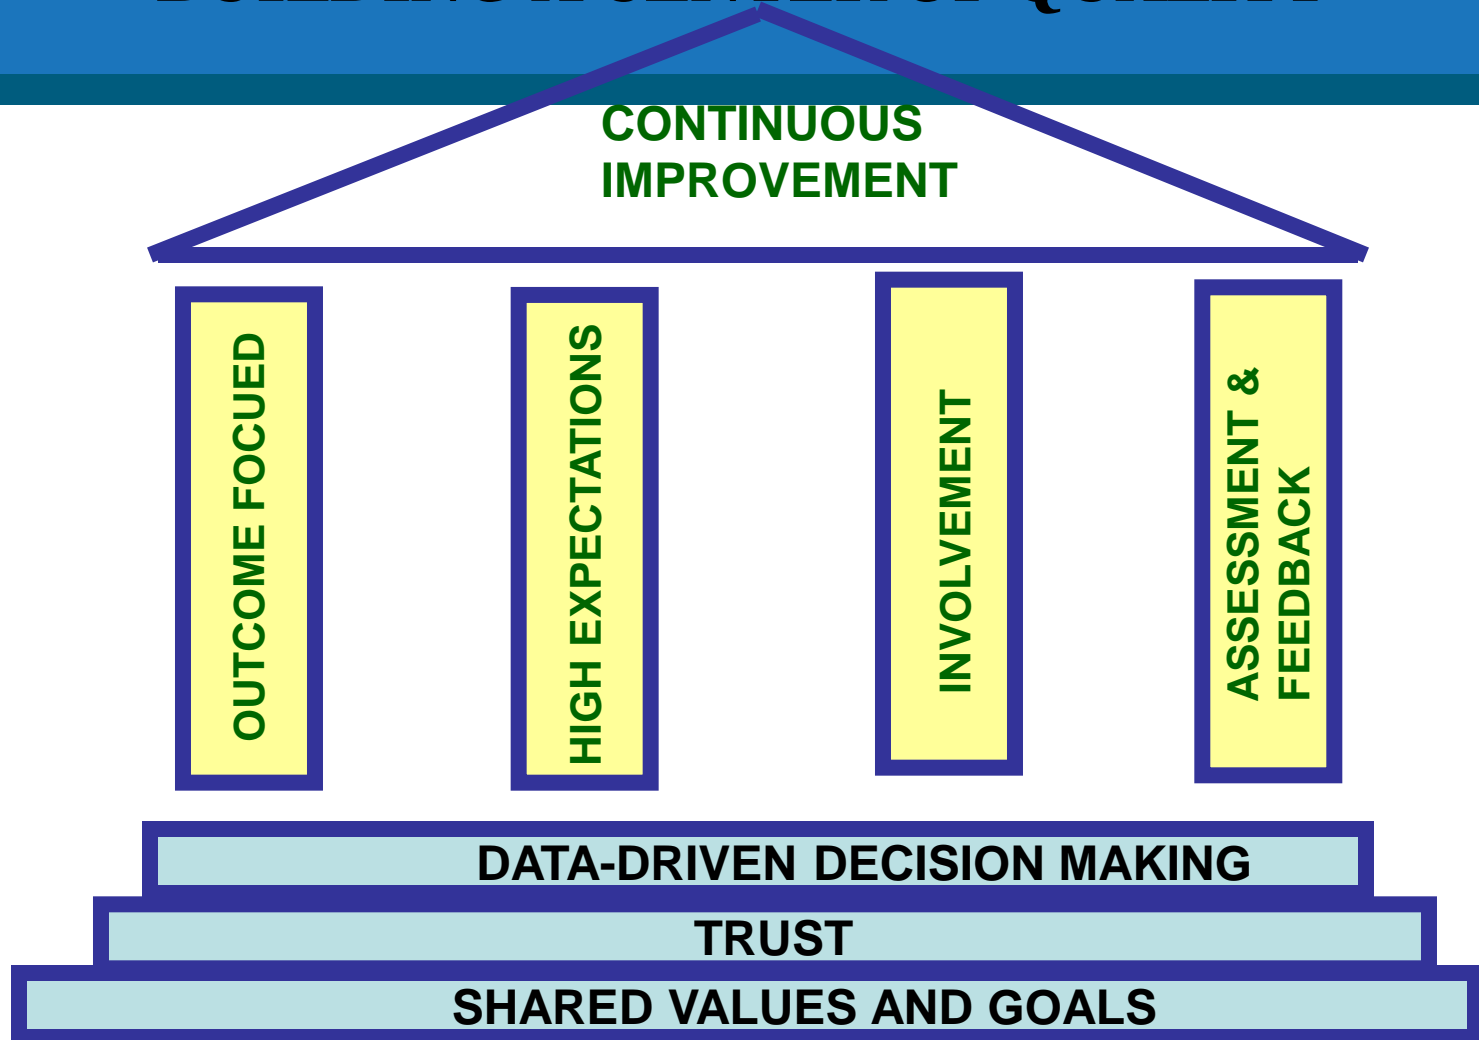 CONTINUOUS
IMPROVEMENT
OUTCOME FOCUED
HIGH EXPECTATIONS
INVOLVEMENT
ASSESSMENT &
FEEDBACK
DATA-DRIVEN DECISION MAKING
TRUST
SHARED VALUES AND GOALS